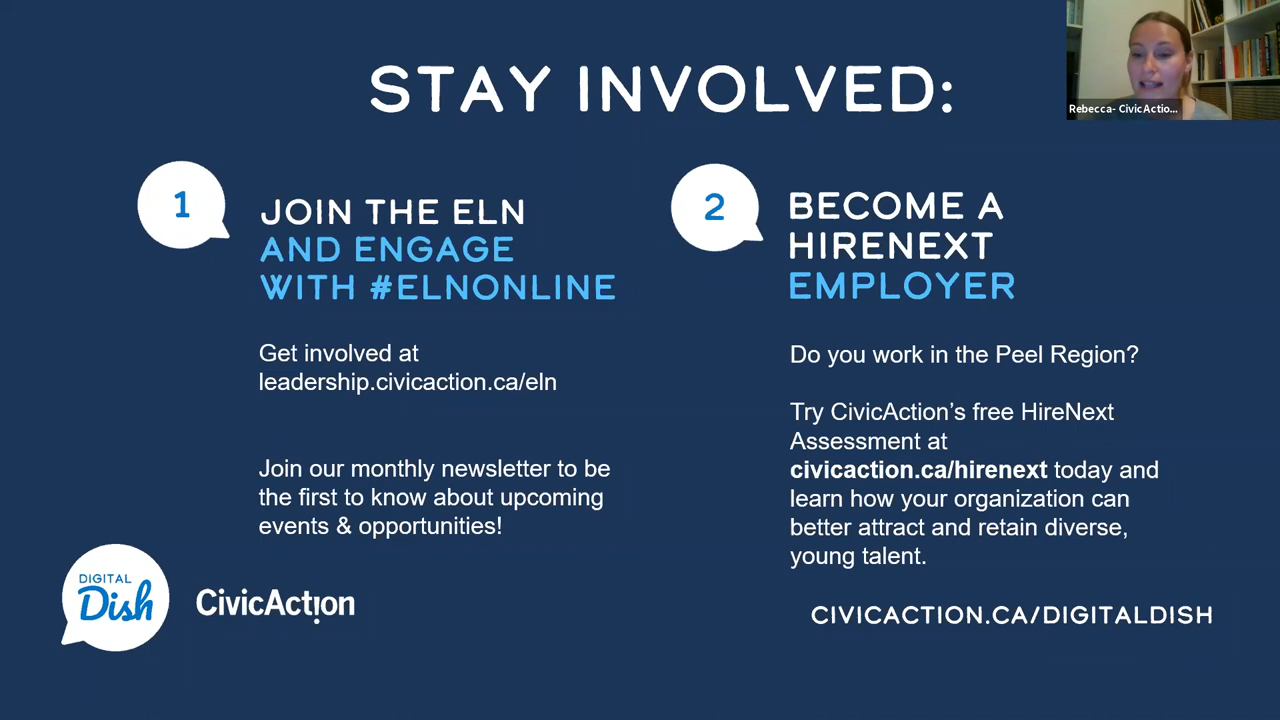 STAY INVOLVED:
Rebecca- CivicActio...
1
JOIN THE ELN
AND ENGAGE
WITH #ELNONLINE
Get involved at
leadership.civicaction.ca/eln
Join our monthly newsletter to be
the first to know about upcoming
events & opportunities!
2
BECOME A
HIRENEXT
EMPLOYER
Do you work in the Peel Region?
Try CivicAction’s free HireNext
Assessment at
civicaction.ca/hirenext today and
learn how your organization can
better attract and retain diverse,
young talent.
DIGITAL
Dish
CivicAction
CIVICACTION.CA/DIGITALDISH